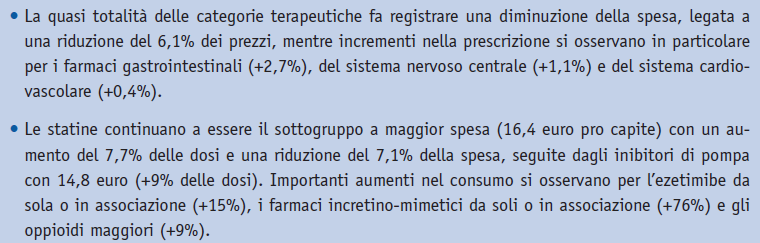 • La quasi totalità delle categorie terapeutiche fa registrare una diminuzione della spesa, legata a
una riduzione del 6,1% dei prezzi, mentre incrementi nella prescrizione si osservano in particolare
per i farmaci gastrointestinali (+2,7%), del sistema nervoso centrale (+1,1%) e del sistema cardio-
vascolare (+0,4%).
• Le statine continuano a essere il sottogruppo a maggior spesa (16,4 euro pro capite) con un au-
mento del 7,7% delle dosi e una riduzione del 7,1% della spesa, seguite dagli inibitori di pompa
con 14,8 euro (+9% delle dosi). Importanti aumenti nel consumo si osservano per l’ezetimibe da
sola o in associazione (+15%), i farmaci incretino-mimetici da soli o in associazione (+76%) e gli
oppioidi maggiori (+9%).